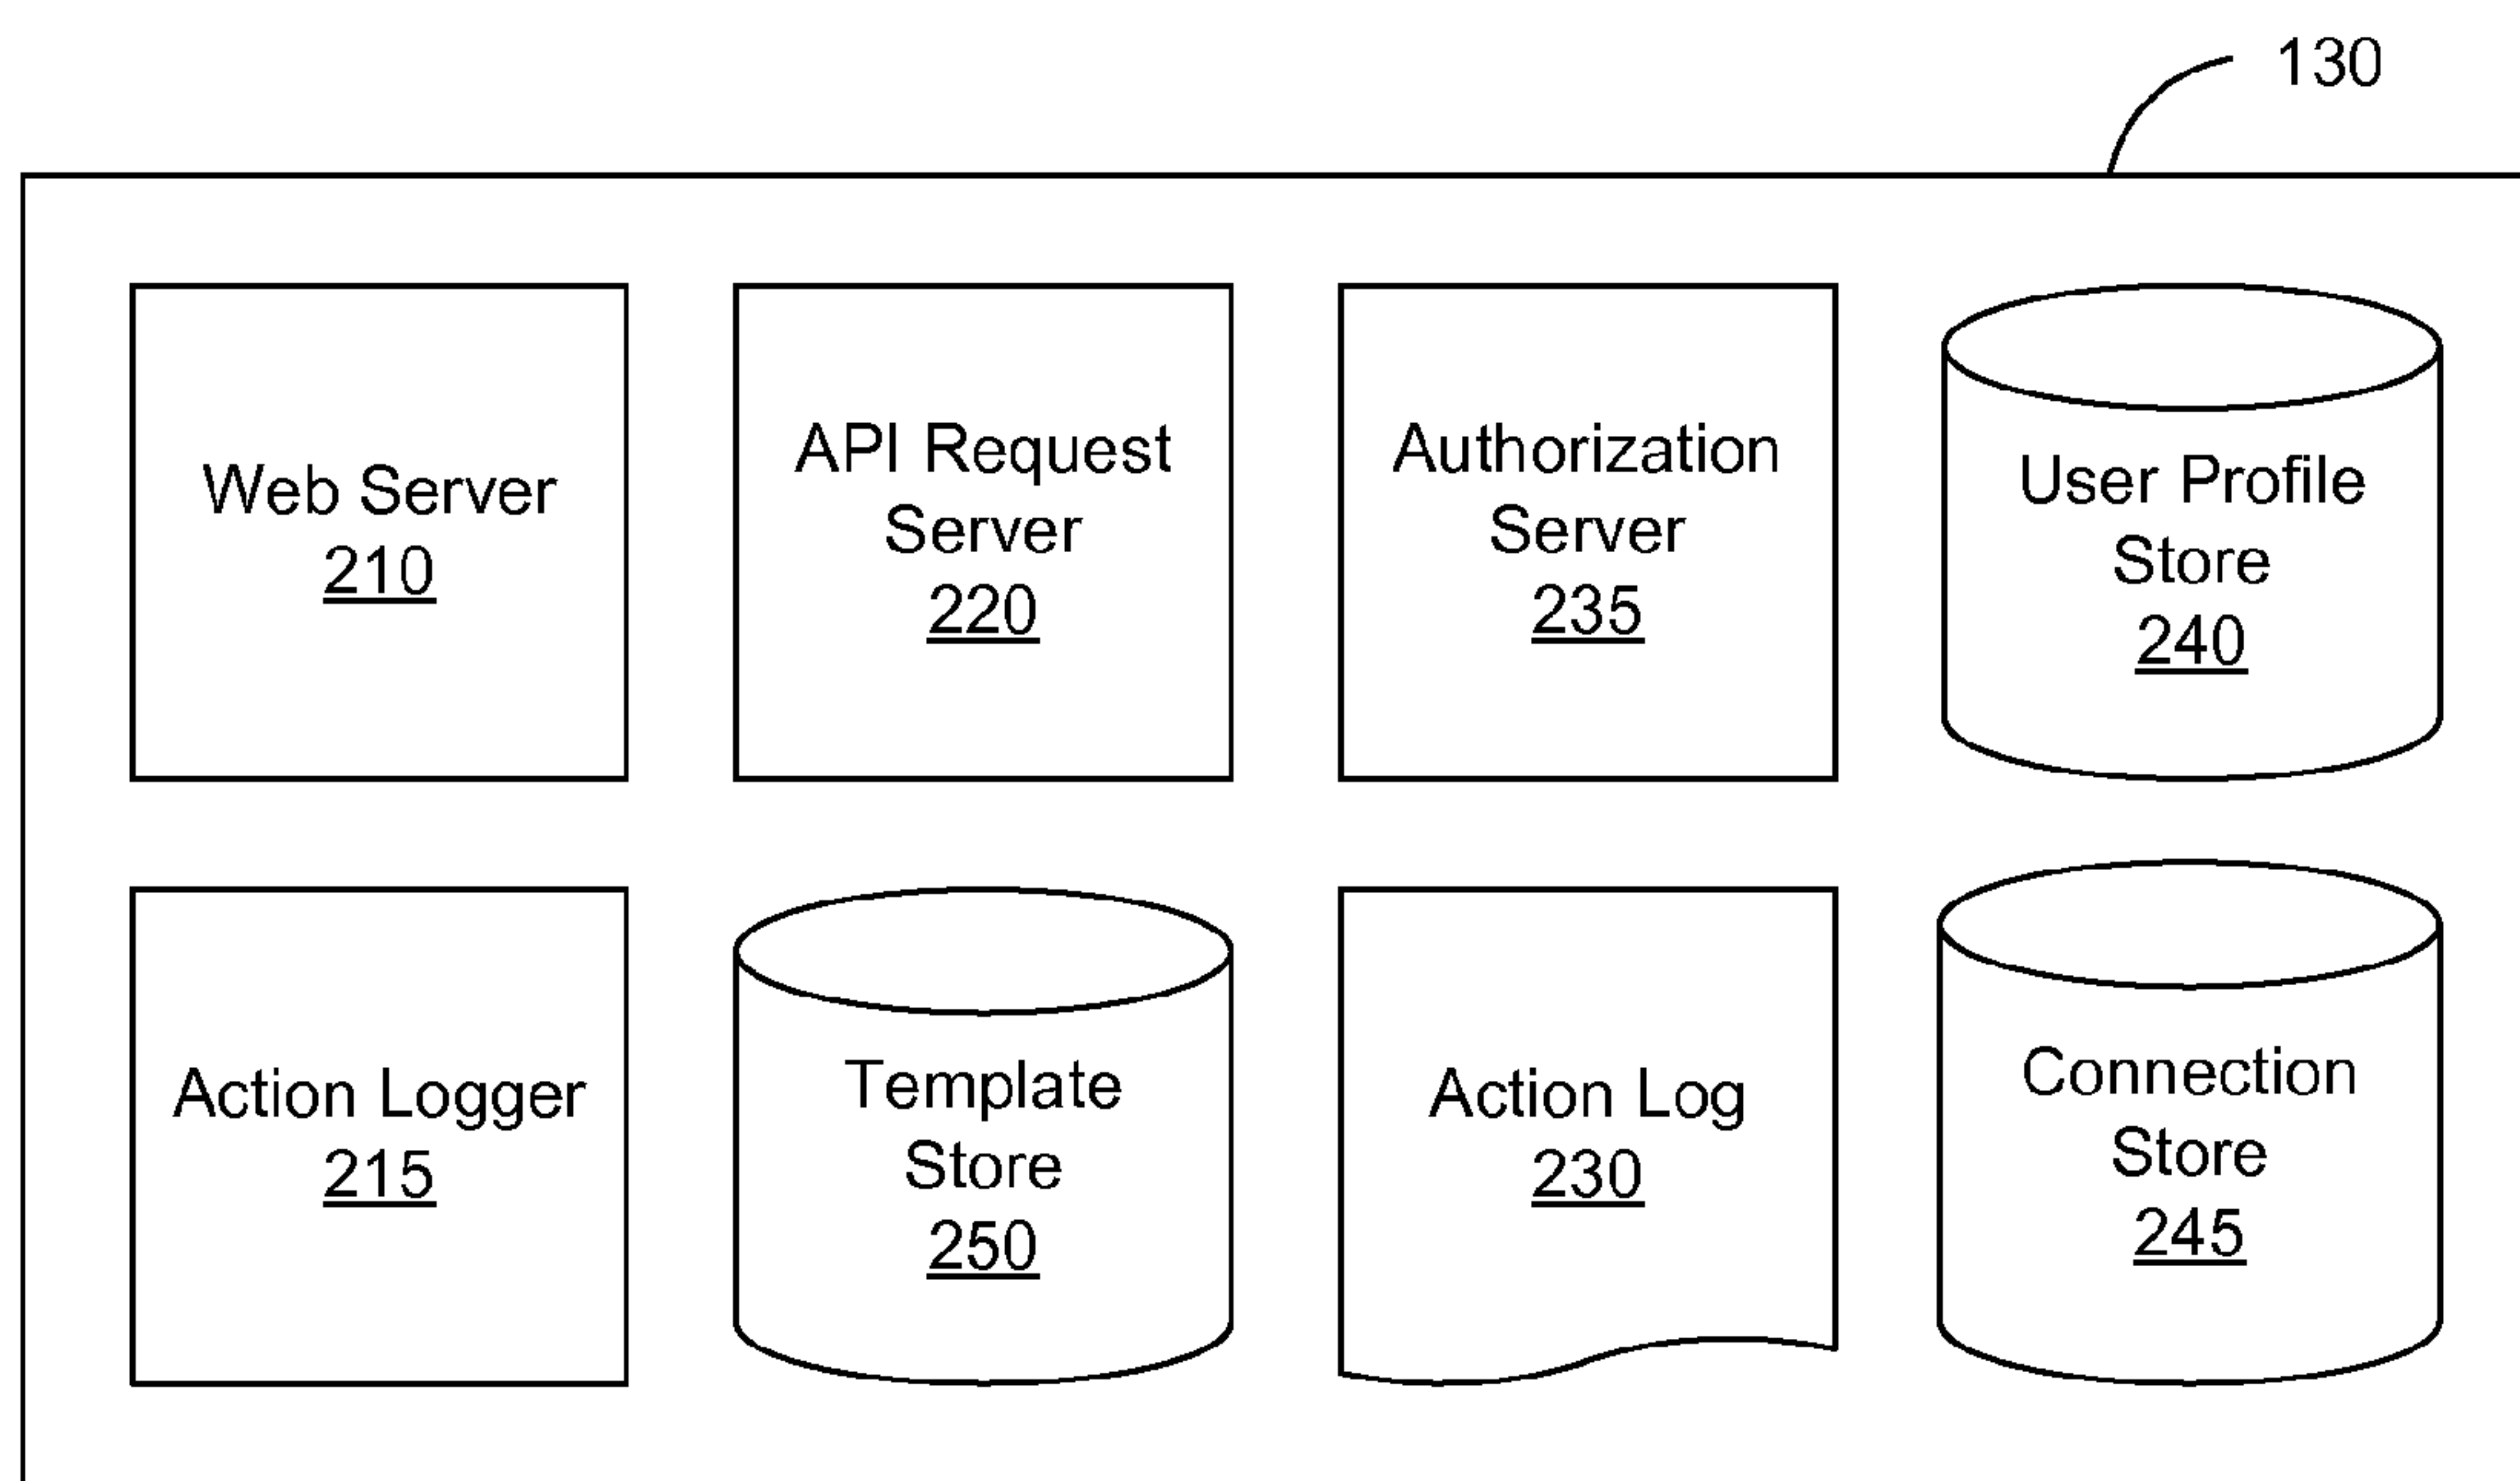 130
Web Server
210
API Request
Server
220
Authorization
Server
235
User Profile
Store
240
Action Logger
215
Template
Store
250
Action Log
230
Connection
Store
245